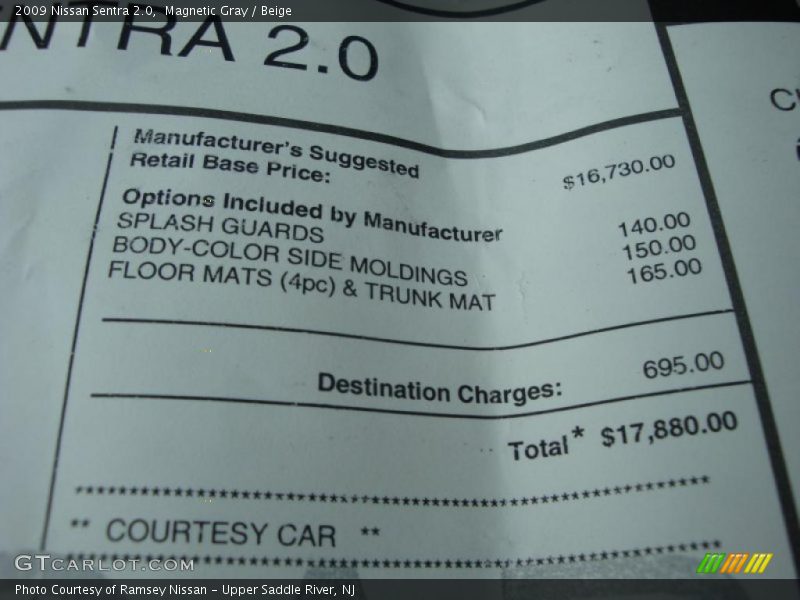 2009 Nissan Sentra 2.0, Magnetic Gray / Beige
NTRA 2.0
Manufacturer's Suggested
Retail Base Price: $16,730.00
Options Included by Manufacturer
SPLASH GUARDS 140.00
BODY-COLOR SIDE MOLDINGS 150.00
FLOOR MATS (4pc) & TRUNK MAT 165.00
Destination Charges: 695.00
Total* $17,880.00
** COURTESY CAR **
GTCARLOT.COM
Photo Courtesy of Ramsey Nissan - Upper Saddle River, NJ